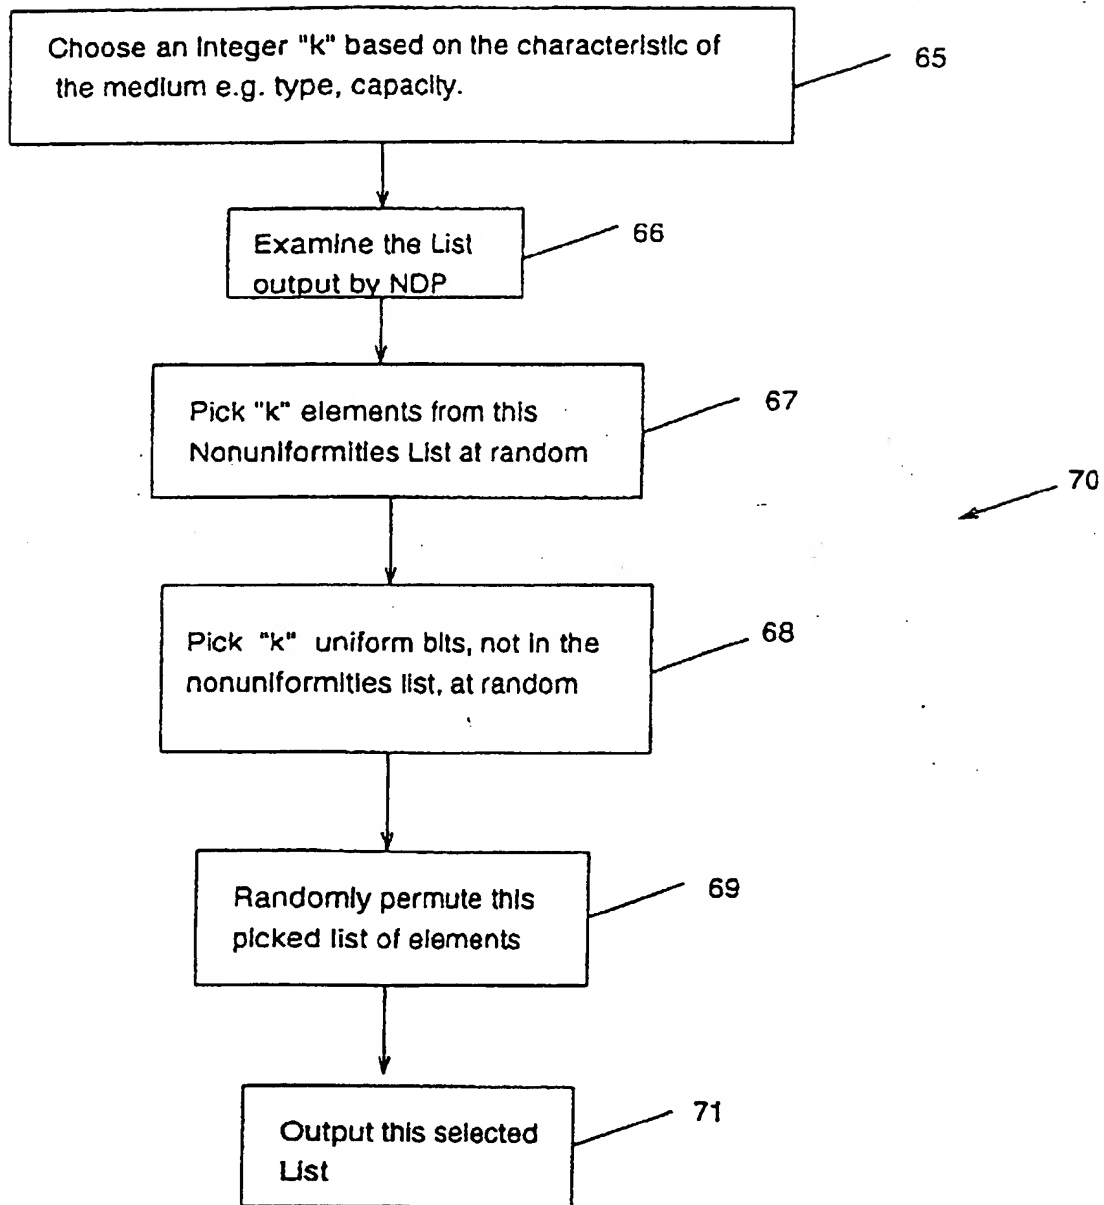 Choose an Integer "k" based on the characteristic of
the medium e.g. type, capacity.
65
Examine the List
output by NDP
66
Pick "k" elements from this
Nonuniformities List at random
67
70
Pick "k" uniform bits, not in the
nonuniformities list, at random
68
Randomly permute this
picked list of elements
69
Output this selected
List
71